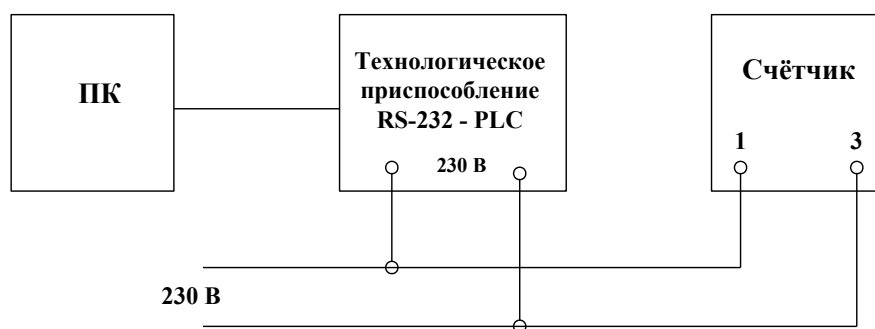 ПК
Технологическое
приспособление
RS-232 - PLC
230 В
Счётчик
1 3
230 В